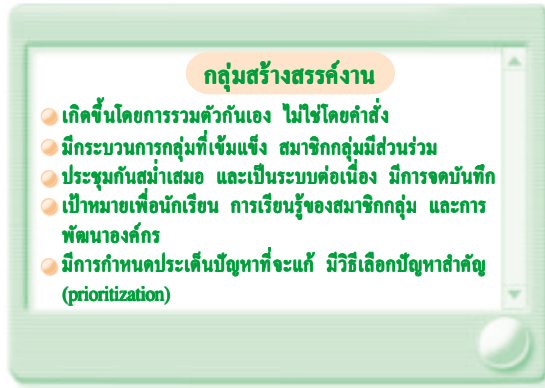 กลุ่มสร้างสรรค์งาน
เกิดขึ้นโดยการรวมตัวกันเอง ไม่ใช่โดยคำสั่ง
มีกระบวนการกลุ่มที่เข้มแข็ง สมาชิกกลุ่มมีส่วนร่วม
ประชุมกันสม่ำเสมอ และเป็นระบบต่อเนื่อง มีการจดบันทึก
เป้าหมายเพื่อนักเรียน การเรียนรู้ของสมาชิกกลุ่ม และการ
พัฒนาองค์กร
มีการกำหนดประเด็นปัญหาที่จะแก้ มีวิธีเลือกปัญหาสำคัญ
(prioritization)